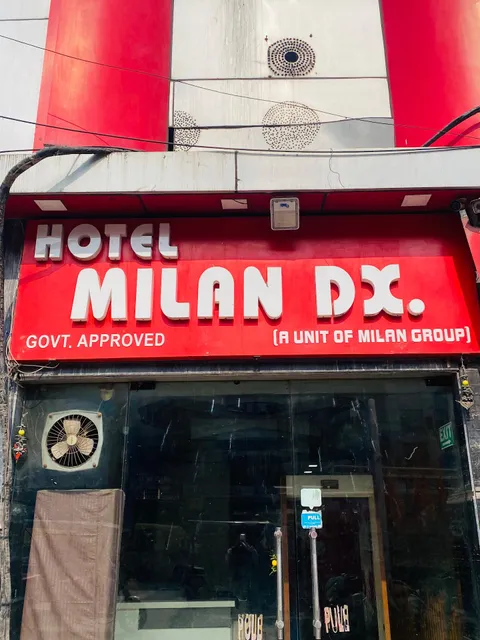 HOTEL
MILAN DX.
GOVT. APPROVED
(A UNIT OF MILAN GROUP)
EXIT
PULL